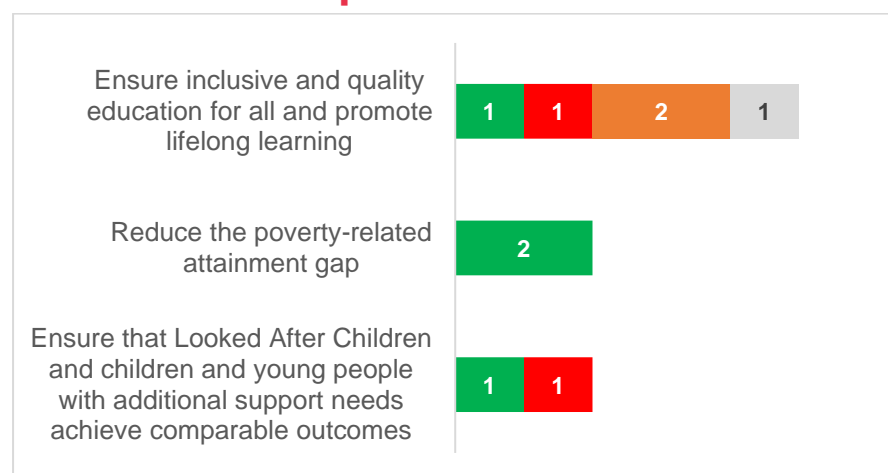 Ensure inclusive and quality
education for all and promote
lifelong learning
1 1 2 1
Reduce the poverty-related
attainment gap
2
Ensure that Looked After Children
and children and young people
with additional support needs
achieve comparable outcomes
1 1